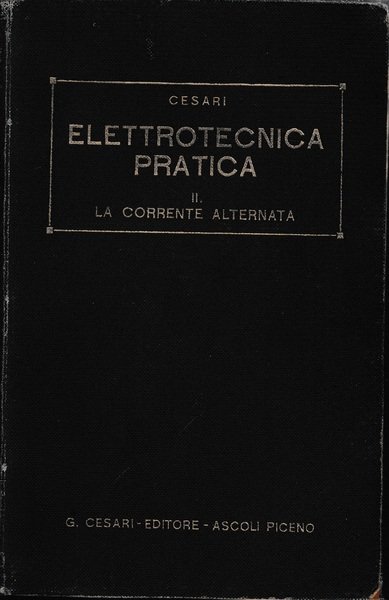 CESARI
ELETTROTECNICA
PRATICA
II.
LA CORRENTE ALTERNATA
G. CESARI - EDITORE - ASCOLI PICENO